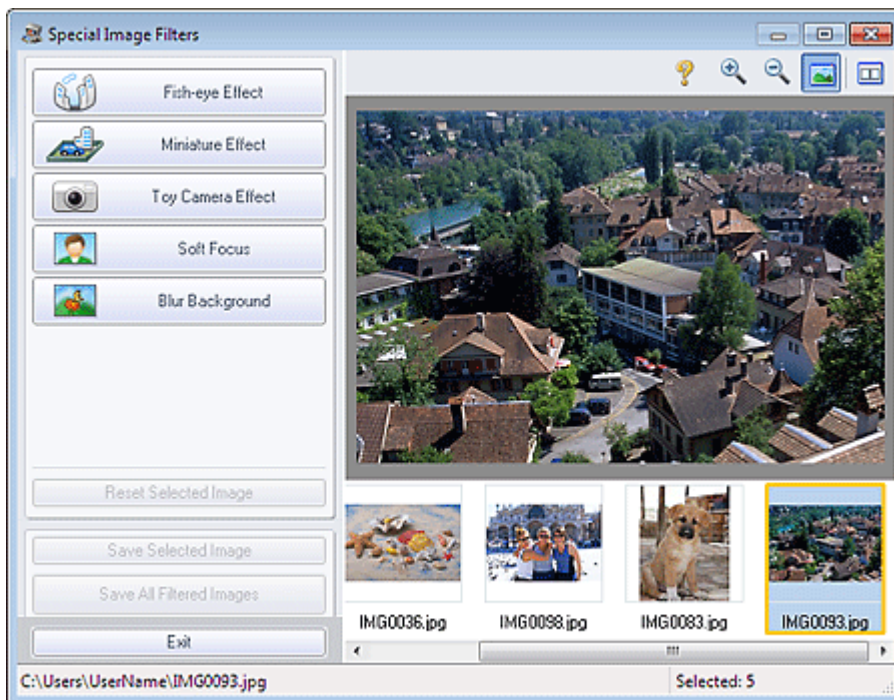 Special Image Filters
Fish-eye Effect
Miniature Effect
Toy Camera Effect
Soft Focus
Blur Background
Reset Selected Image
Save Selected Image
Save All Filtered Images
Exit
IMG0036.jpg
IMG0098.jpg
IMG0083.jpg
IMG0093.jpg
C:\Users\UserName\IMG0093.jpg
Selected: 5